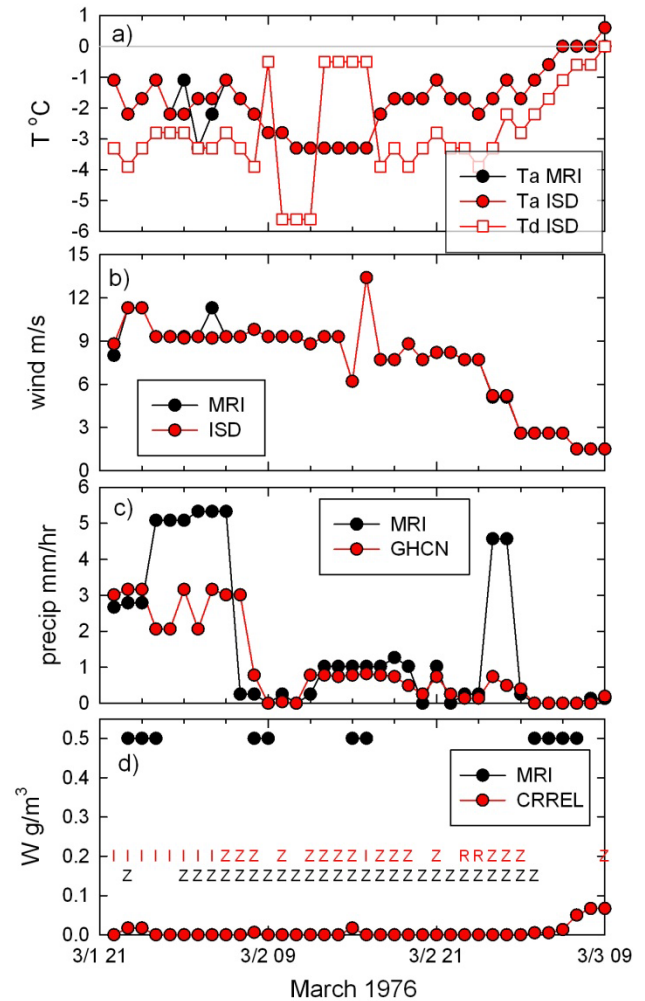 a)
0
-1
-2
-3
-4
-5
-6
T °C
Ta MRI
Ta ISD
Td ISD
b)
15
12
9
6
3
0
wind m/s
MRI
ISD
c)
6
5
4
3
2
1
0
precip mm/hr
MRI
GHCN
d)
0.5
0.4
0.3
0.2
0.1
0.0
W g/m³
MRI
CRREL
I I I I I I I I Z Z Z Z Z Z Z Z I Z Z Z Z R R Z Z Z Z
Z Z Z Z Z Z Z Z Z Z Z Z Z Z Z Z Z Z Z Z Z Z Z Z Z Z Z
3/1 21 3/2 09 3/2 21 3/3 09
March 1976